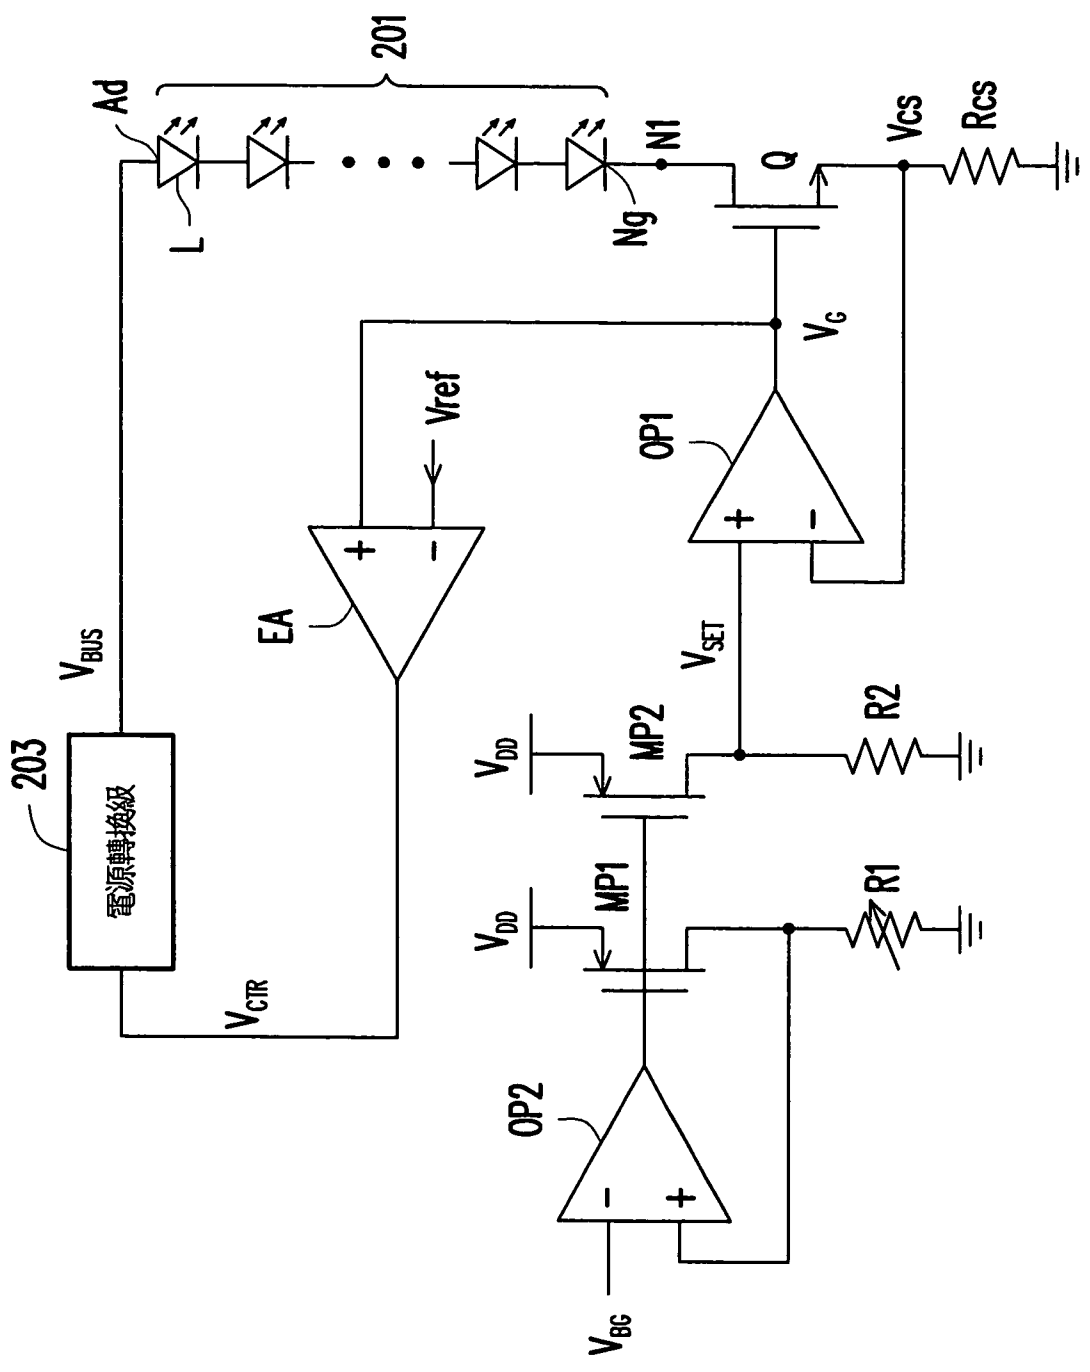 203
電源轉換級
V_BUS
V_CTR
EA
+
-
Vref
Ad
L
201
Ng
N1
Q
V_G
Vcs
Rcs
OP1
+
-
V_SET
V_DD
MP2
R2
V_DD
MP1
R1
OP2
-
+
V_BG